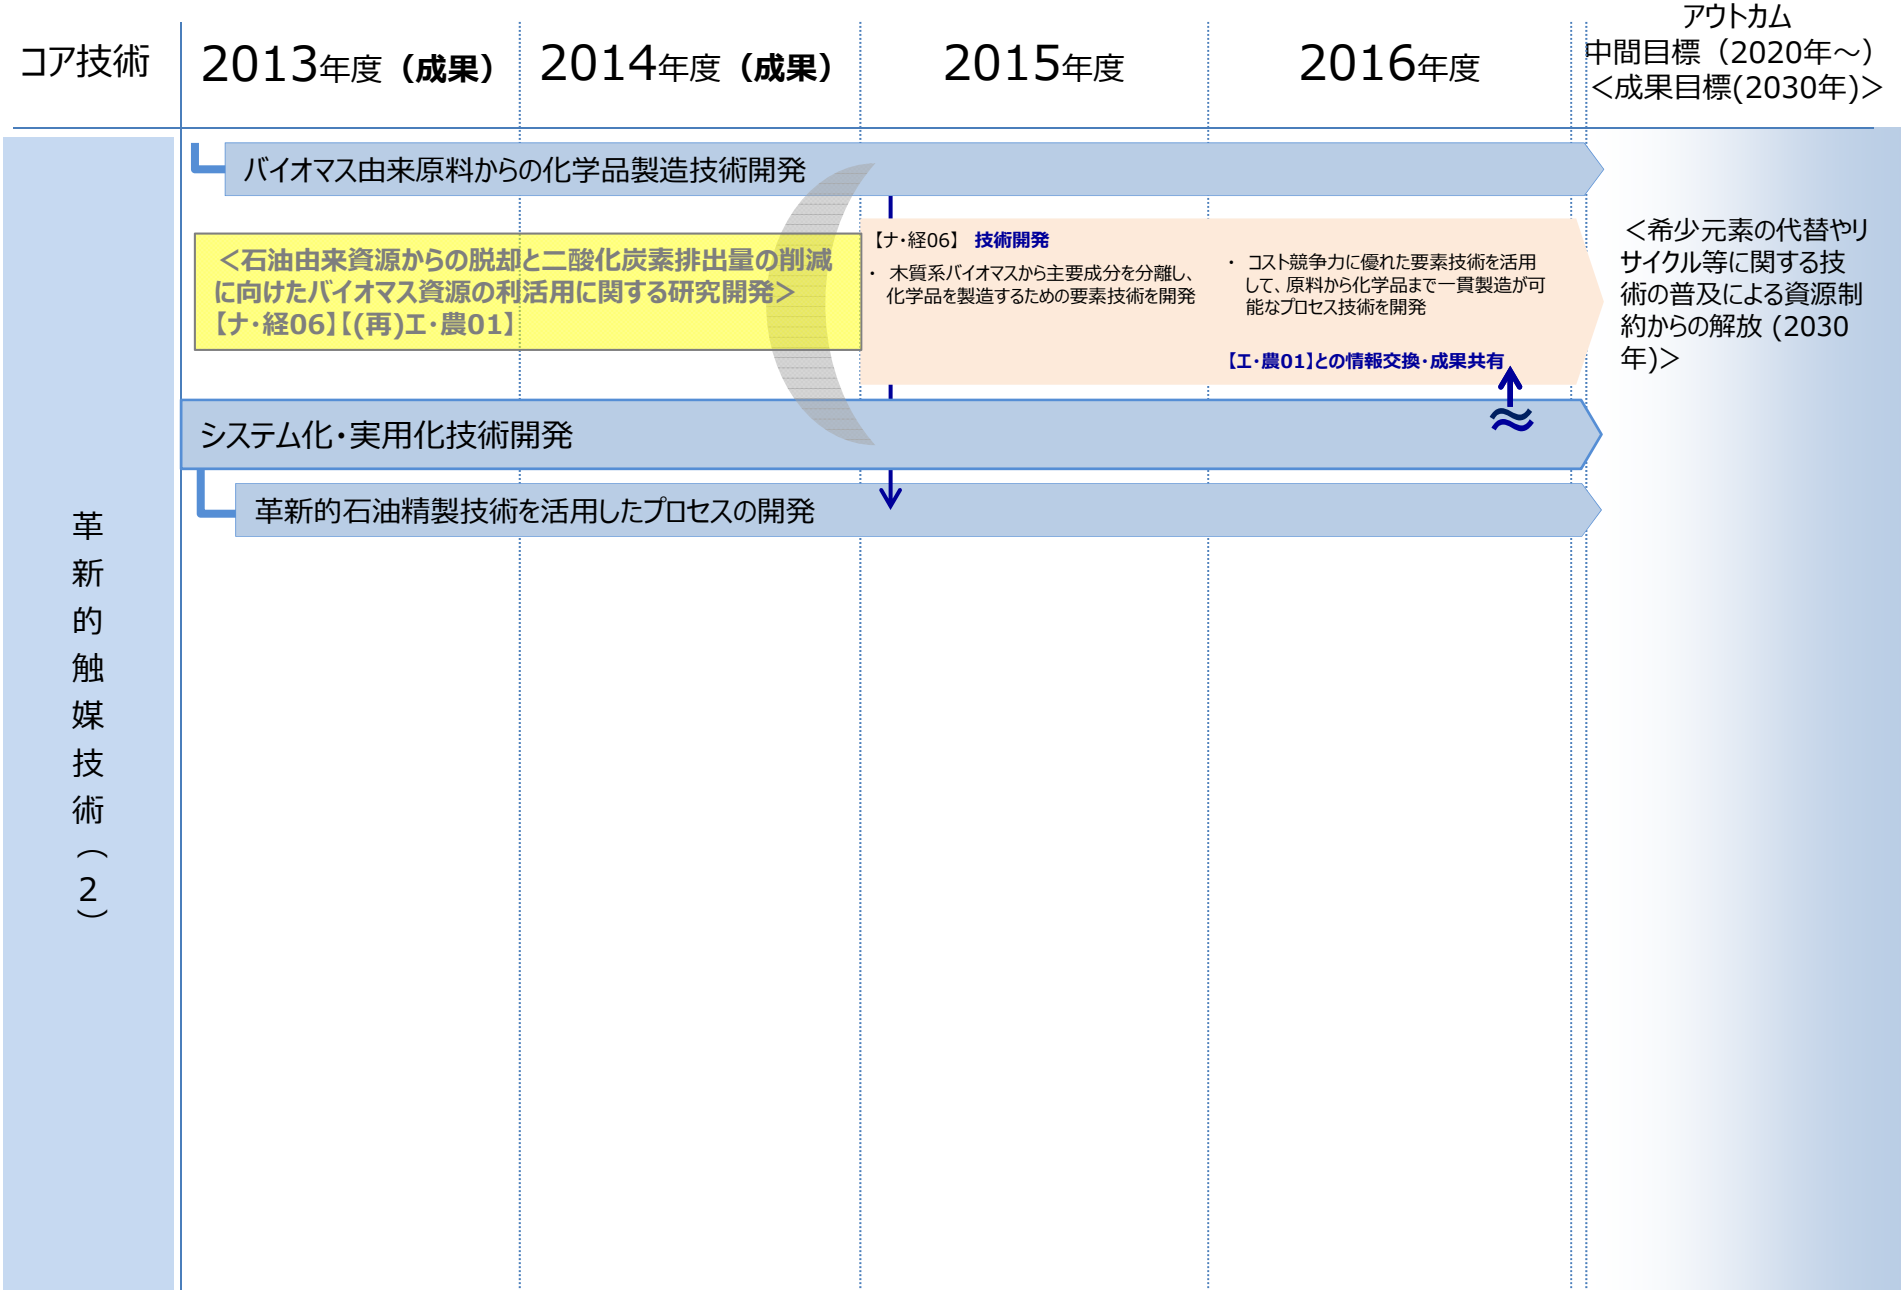 コア技術
2013年度（成果）
2014年度（成果）
2015年度
2016年度
アウトカム
中間目標（2020年～）
＜成果目標(2030年)＞
バイオマス由来原料からの化学品製造技術開発
＜石油由来資源からの脱却と二酸化炭素排出量の削減
に向けたバイオマス資源の利活用に関する研究開発＞
【ナ・経06】【(再)エ・農01】
【ナ・経06】 技術開発
・ 木質系バイオマスから主要成分を分離し、
化学品を製造するための要素技術を開発
・ コスト競争力に優れた要素技術を活用
して、原料から化学品まで一貫製造が可
能なプロセス技術を開発
【エ・農01】との情報交換・成果共有
＜希少元素の代替やリ
サイクル等に関する技
術の普及による資源制
約からの解放 (2030
年)＞
システム化・実用化技術開発
革新的石油精製技術を活用したプロセスの開発
革新的触媒技術（2）